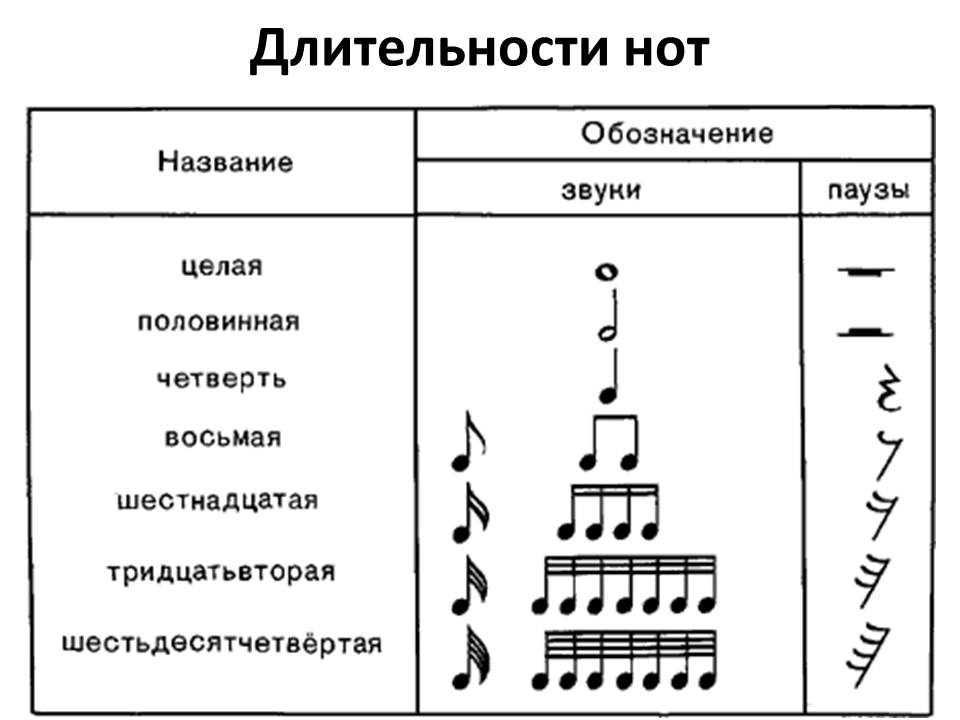 Длительности нот
Название
Обозначение
звуки
паузы
целая
половинная
четверть
восьмая
шестнадцатая
тридцатьвторая
шестьдесятчетвёртая